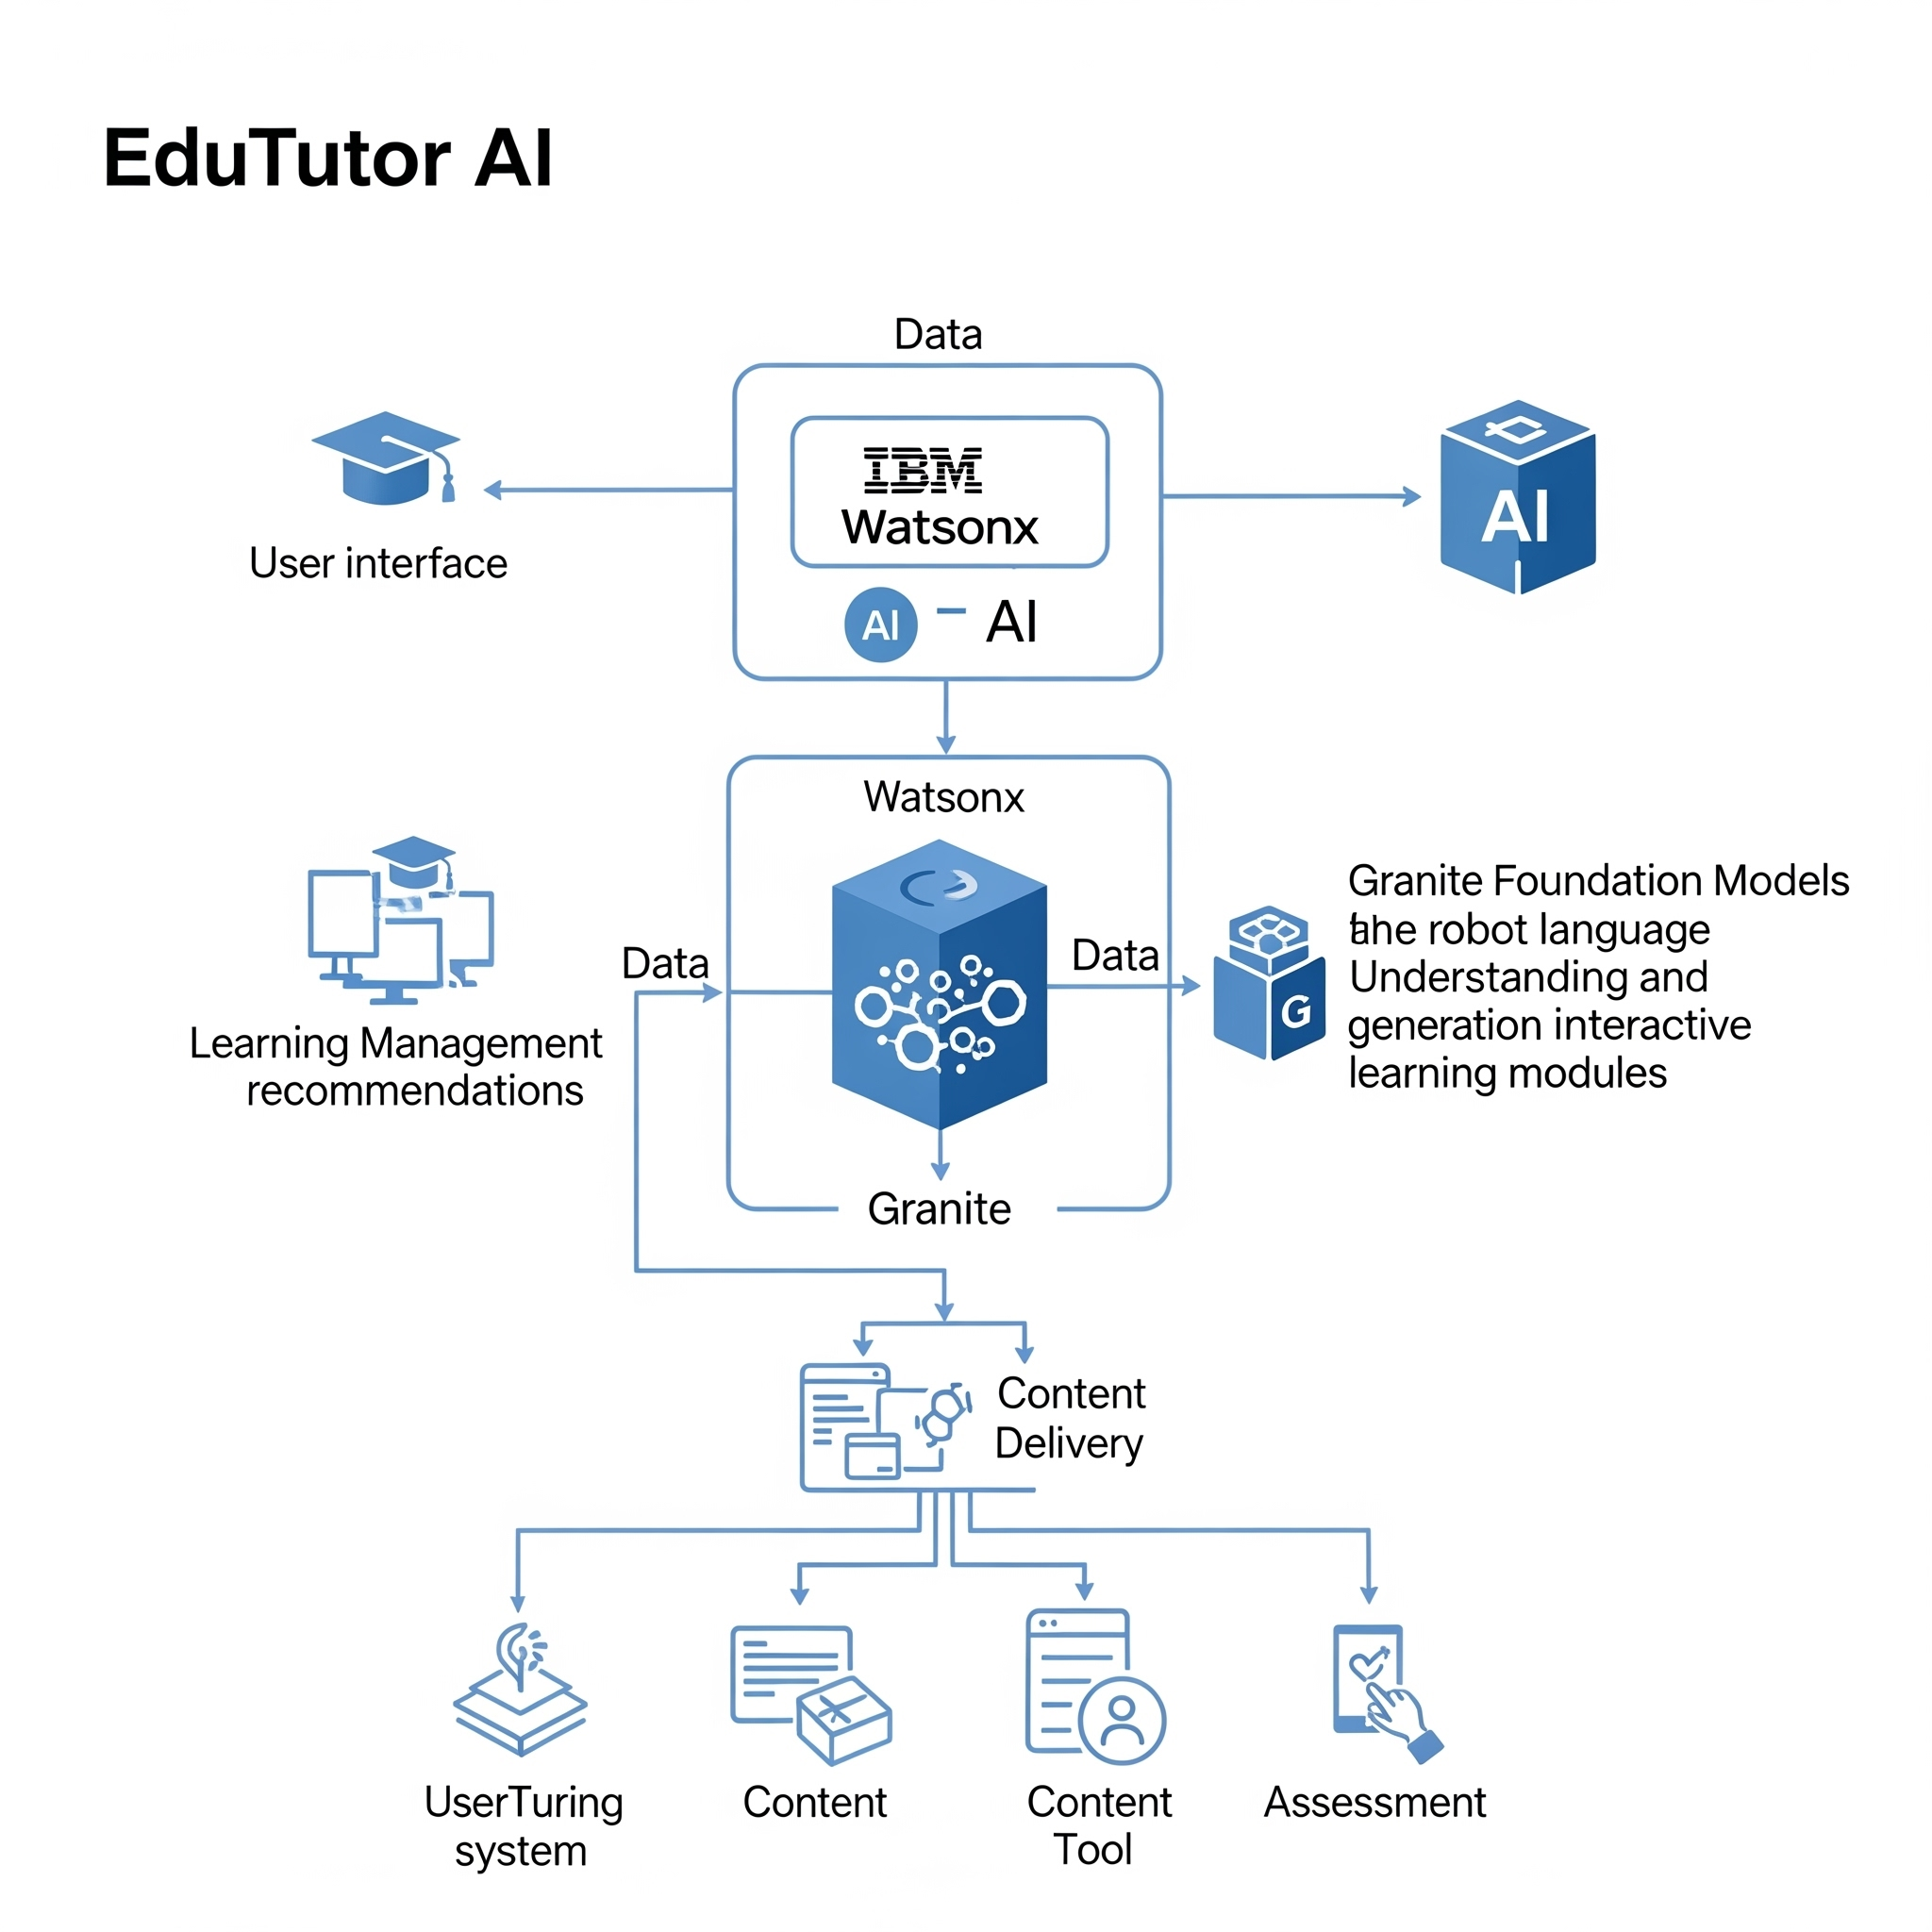 EduTutor AI
Data
IBM
Watsonx
AI
AI
AI
User interface
Watsonx
Data
Data
G
Granite Foundation Models
the robot language
Understanding and
generation interactive
learning modules
Learning Management
recommendations
Granite
Content
Delivery
UserTuring
system
Content
Content
Tool
Assessment